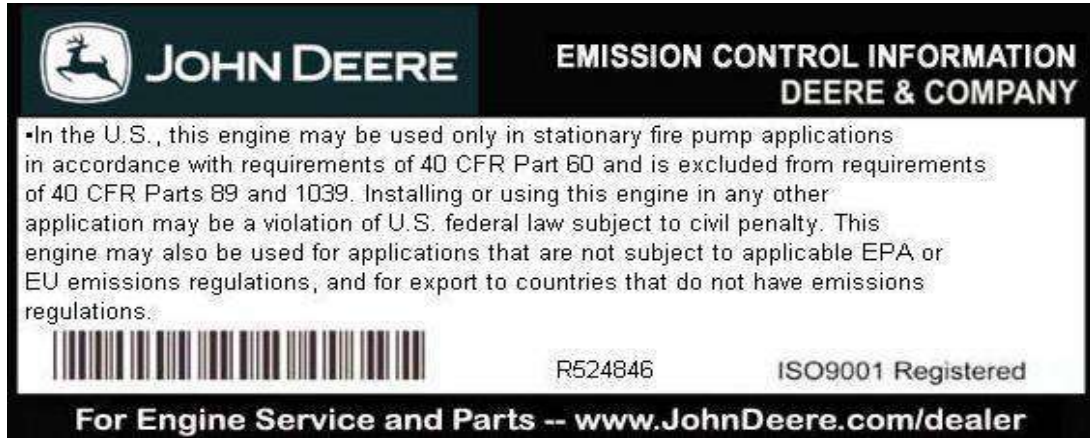 JOHN DEERE
EMISSION CONTROL INFORMATION
DEERE & COMPANY
▪In the U.S., this engine may be used only in stationary fire pump applications
in accordance with requirements of 40 CFR Part 60 and is excluded from requirements
of 40 CFR Parts 89 and 1039. Installing or using this engine in any other
application may be a violation of U.S. federal law subject to civil penalty. This
engine may also be used for applications that are not subject to applicable EPA or
EU emissions regulations, and for export to countries that do not have emissions
regulations.
R524846 ISO9001 Registered
For Engine Service and Parts -- www.JohnDeere.com/dealer